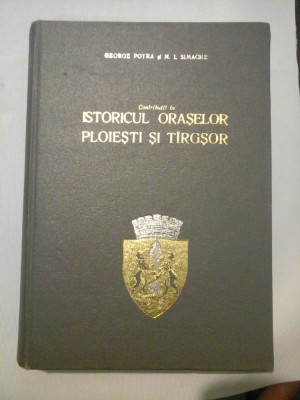 GEORGE POTRA și N. I. SIMACHE
Contribuții la
ISTORICUL ORAȘELOR
PLOIEȘTI ȘI TÎRGȘOR